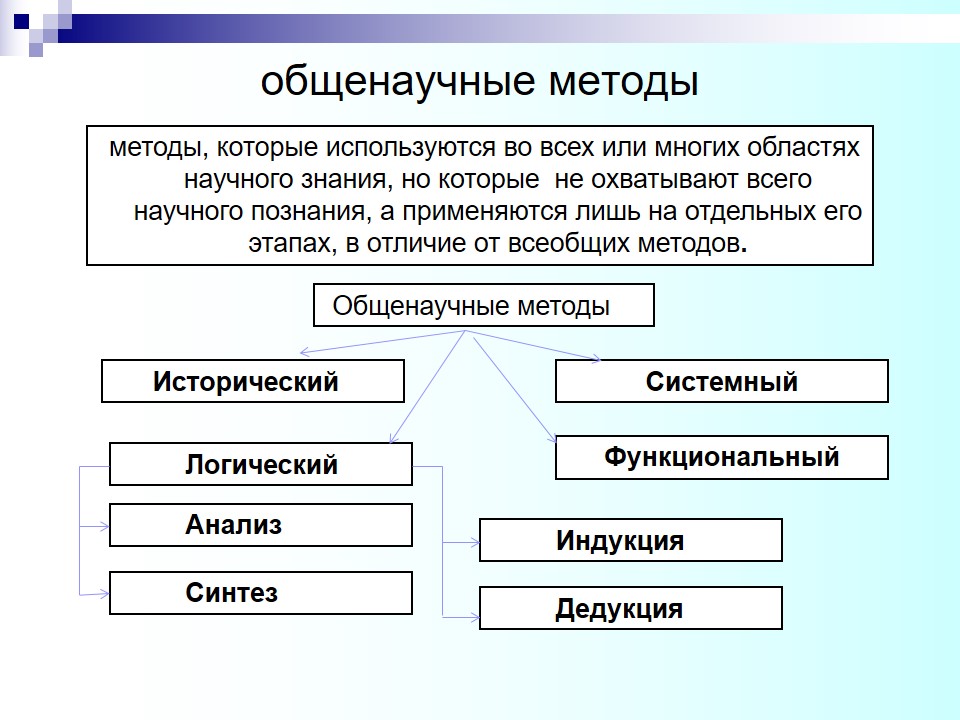 общенаучные методы
методы, которые используются во всех или многих областях
научного знания, но которые не охватывают всего
научного познания, а применяются лишь на отдельных его
этапах, в отличие от всеобщих методов.
Общенаучные методы
Исторический
Системный
Логический
Функциональный
Анализ
Индукция
Синтез
Дедукция